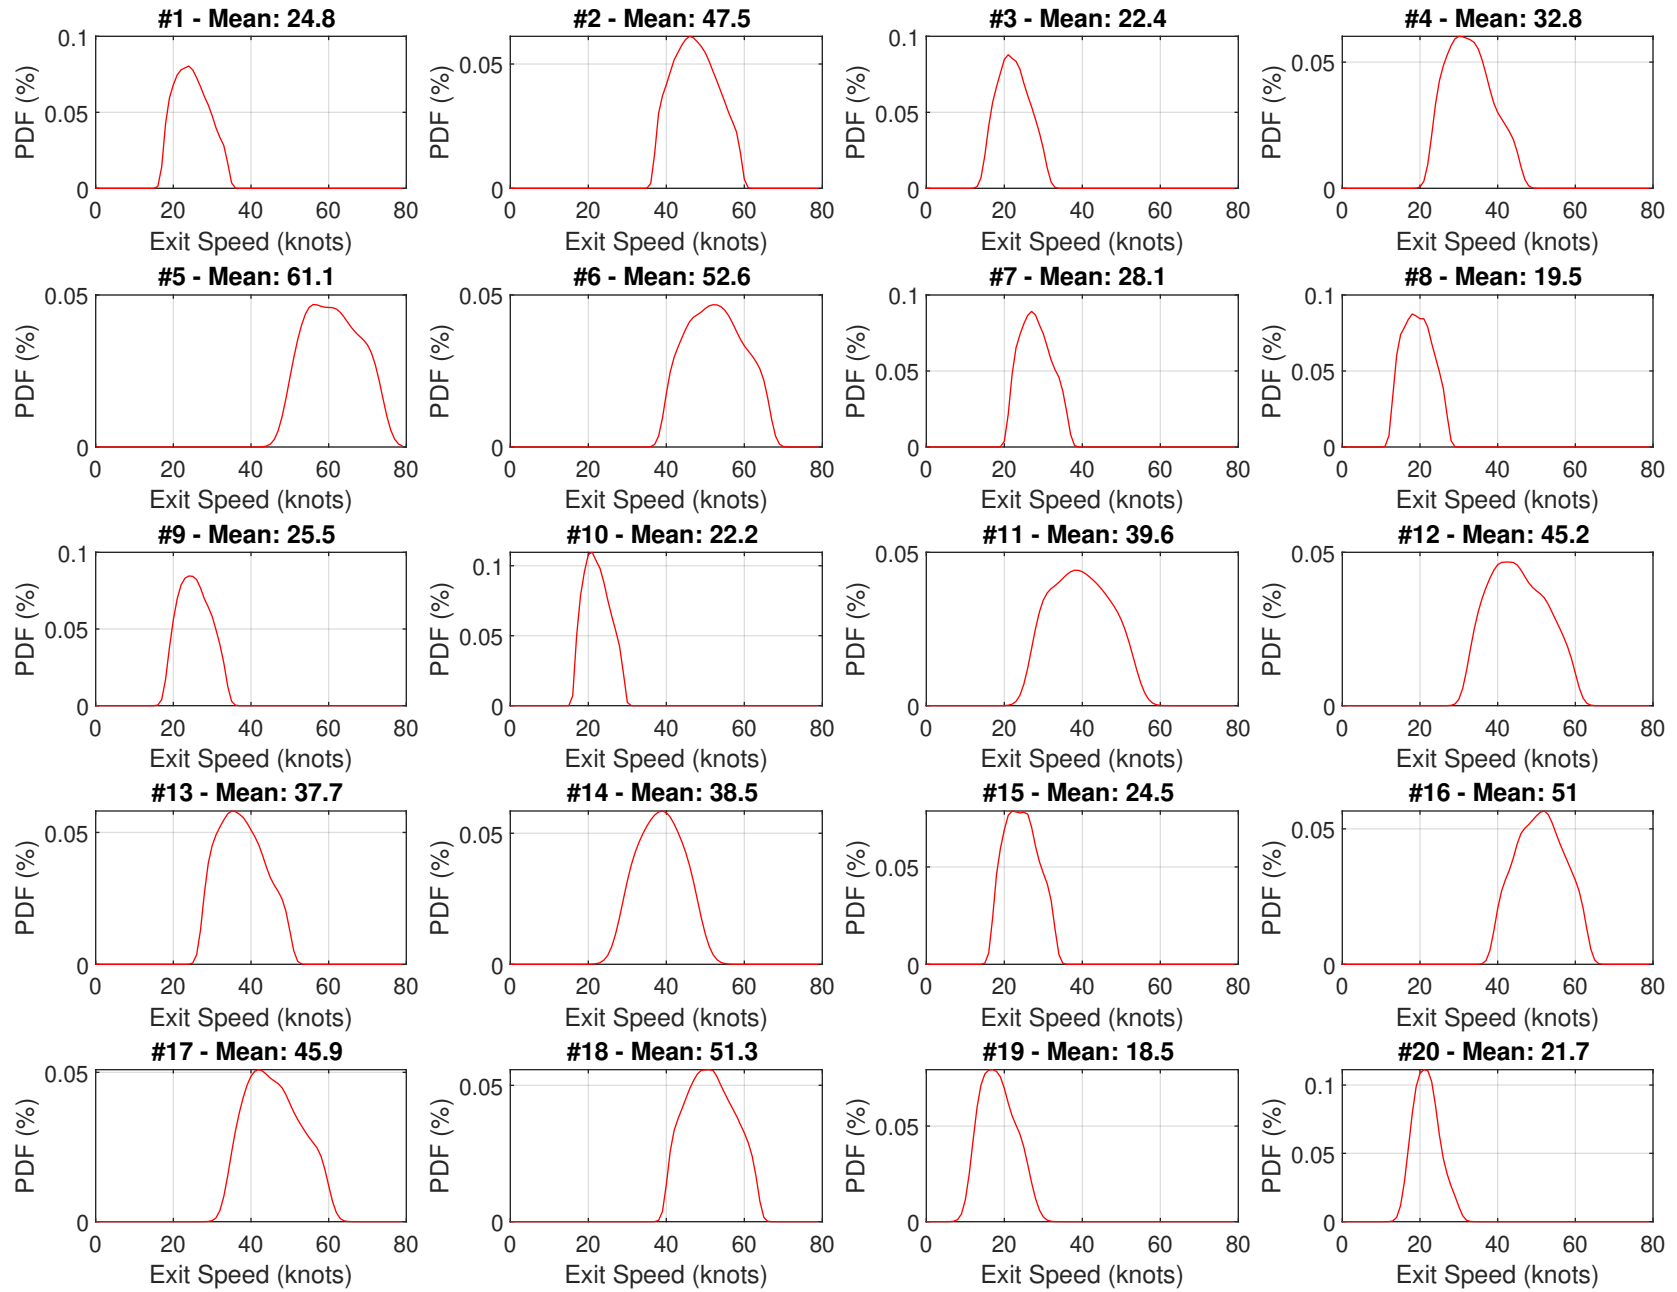 #1 - Mean: 24.8
0.1
0.05
0
PDF (%)
0 20 40 60 80
Exit Speed (knots)
#2 - Mean: 47.5
0.05
0
PDF (%)
0 20 40 60 80
Exit Speed (knots)
#3 - Mean: 22.4
0.1
0.05
0
PDF (%)
0 20 40 60 80
Exit Speed (knots)
#4 - Mean: 32.8
0.05
0
PDF (%)
0 20 40 60 80
Exit Speed (knots)
#5 - Mean: 61.1
0.05
0
PDF (%)
0 20 40 60 80
Exit Speed (knots)
#6 - Mean: 52.6
0.05
0
PDF (%)
0 20 40 60 80
Exit Speed (knots)
#7 - Mean: 28.1
0.1
0.05
0
PDF (%)
0 20 40 60 80
Exit Speed (knots)
#8 - Mean: 19.5
0.1
0.05
0
PDF (%)
0 20 40 60 80
Exit Speed (knots)
#9 - Mean: 25.5
0.1
0.05
0
PDF (%)
0 20 40 60 80
Exit Speed (knots)
#10 - Mean: 22.2
0.1
0.05
0
PDF (%)
0 20 40 60 80
Exit Speed (knots)
#11 - Mean: 39.6
0.05
0
PDF (%)
0 20 40 60 80
Exit Speed (knots)
#12 - Mean: 45.2
0.05
0
PDF (%)
0 20 40 60 80
Exit Speed (knots)
#13 - Mean: 37.7
0.05
0
PDF (%)
0 20 40 60 80
Exit Speed (knots)
#14 - Mean: 38.5
0.05
0
PDF (%)
0 20 40 60 80
Exit Speed (knots)
#15 - Mean: 24.5
0.05
0
PDF (%)
0 20 40 60 80
Exit Speed (knots)
#16 - Mean: 51
0.05
0
PDF (%)
0 20 40 60 80
Exit Speed (knots)
#17 - Mean: 45.9
0.05
0
PDF (%)
0 20 40 60 80
Exit Speed (knots)
#18 - Mean: 51.3
0.05
0
PDF (%)
0 20 40 60 80
Exit Speed (knots)
#19 - Mean: 18.5
0.05
0
PDF (%)
0 20 40 60 80
Exit Speed (knots)
#20 - Mean: 21.7
0.1
0.05
0
PDF (%)
0 20 40 60 80
Exit Speed (knots)